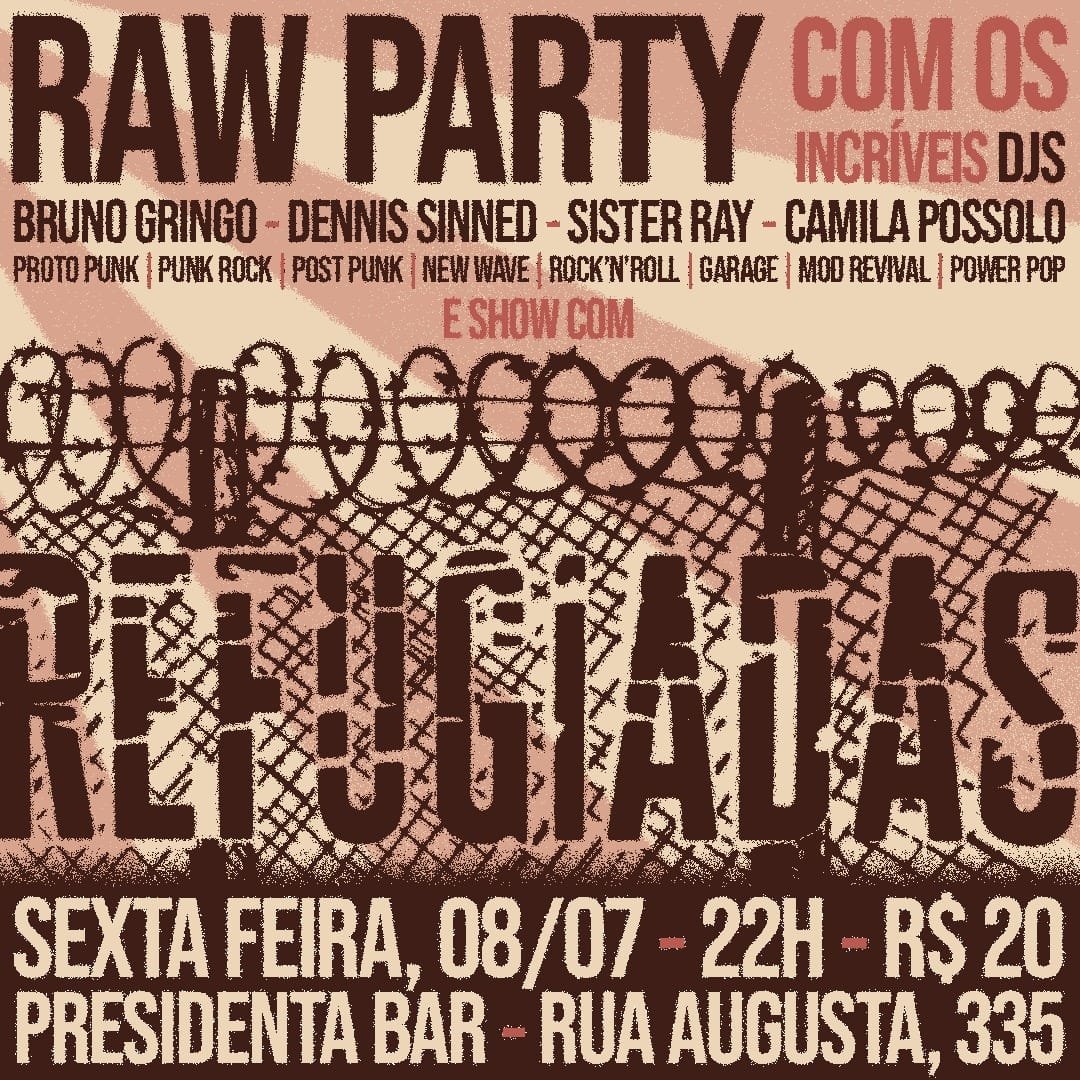 RAW PARTY COM OS
INCRÍVEIS DJS
BRUNO GRINGO - DENNIS SINNED - SISTER RAY - CAMILA POSSOLO
PROTO PUNK | PUNK ROCK | POST PUNK | NEW WAVE | ROCK'N'ROLL | GARAGE | MOD REVIVAL | POWER POP
E SHOW COM
REFUGIADAS
SEXTA FEIRA, 08/07 - 22H - R$ 20
PRESIDENTA BAR - RUA AUGUSTA, 335